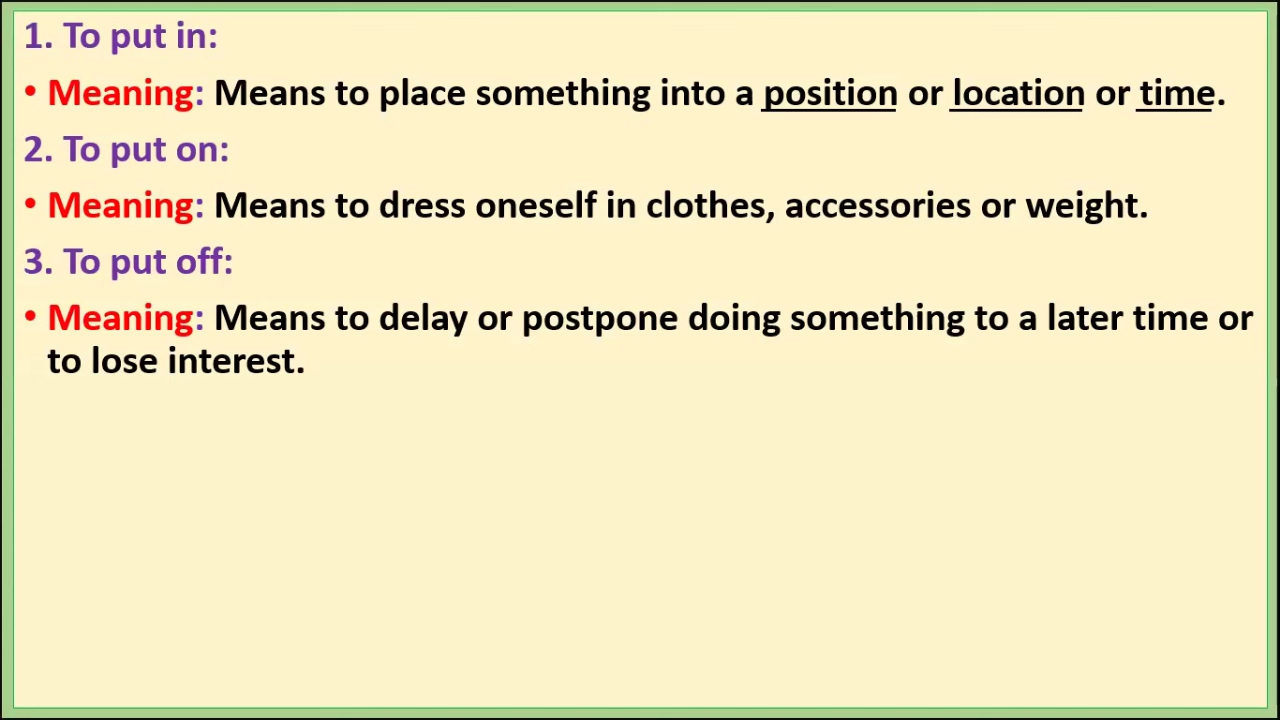 1. To put in:
• Meaning: Means to place something into a position or location or time.
2. To put on:
• Meaning: Means to dress oneself in clothes, accessories or weight.
3. To put off:
• Meaning: Means to delay or postpone doing something to a later time or
to lose interest.